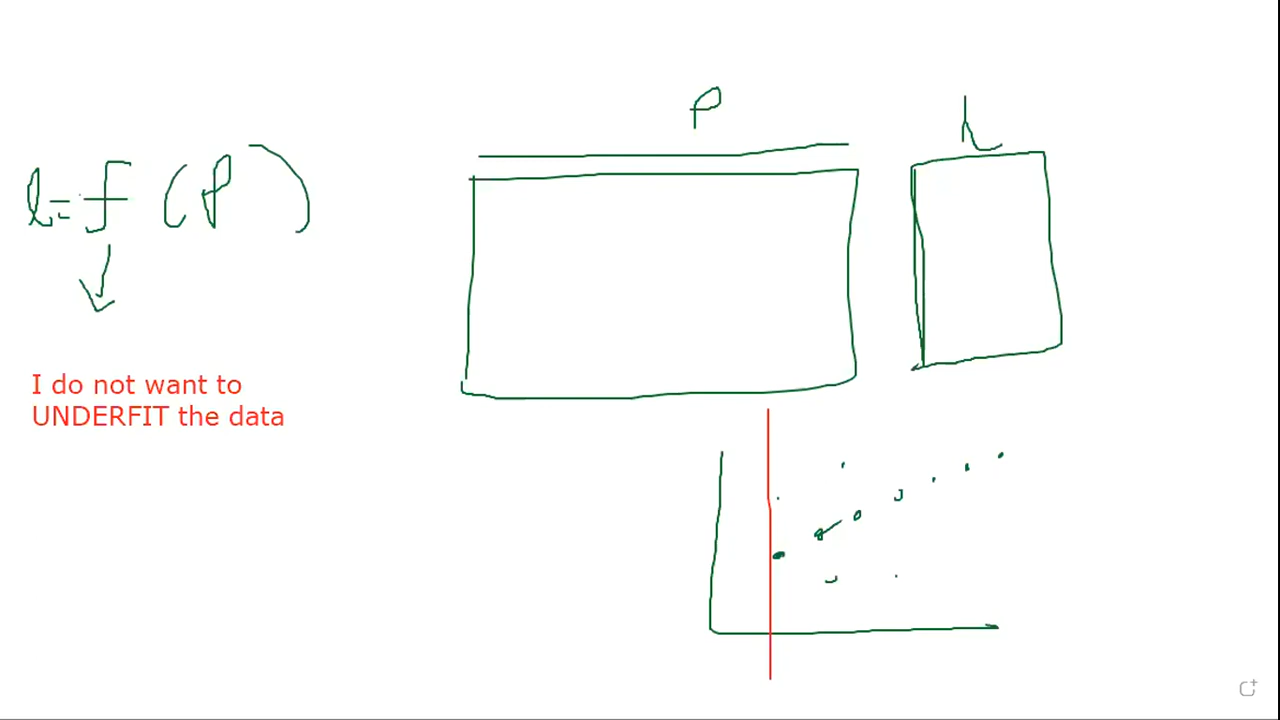 P
l = f (P)
I do not want to
UNDERFIT the data